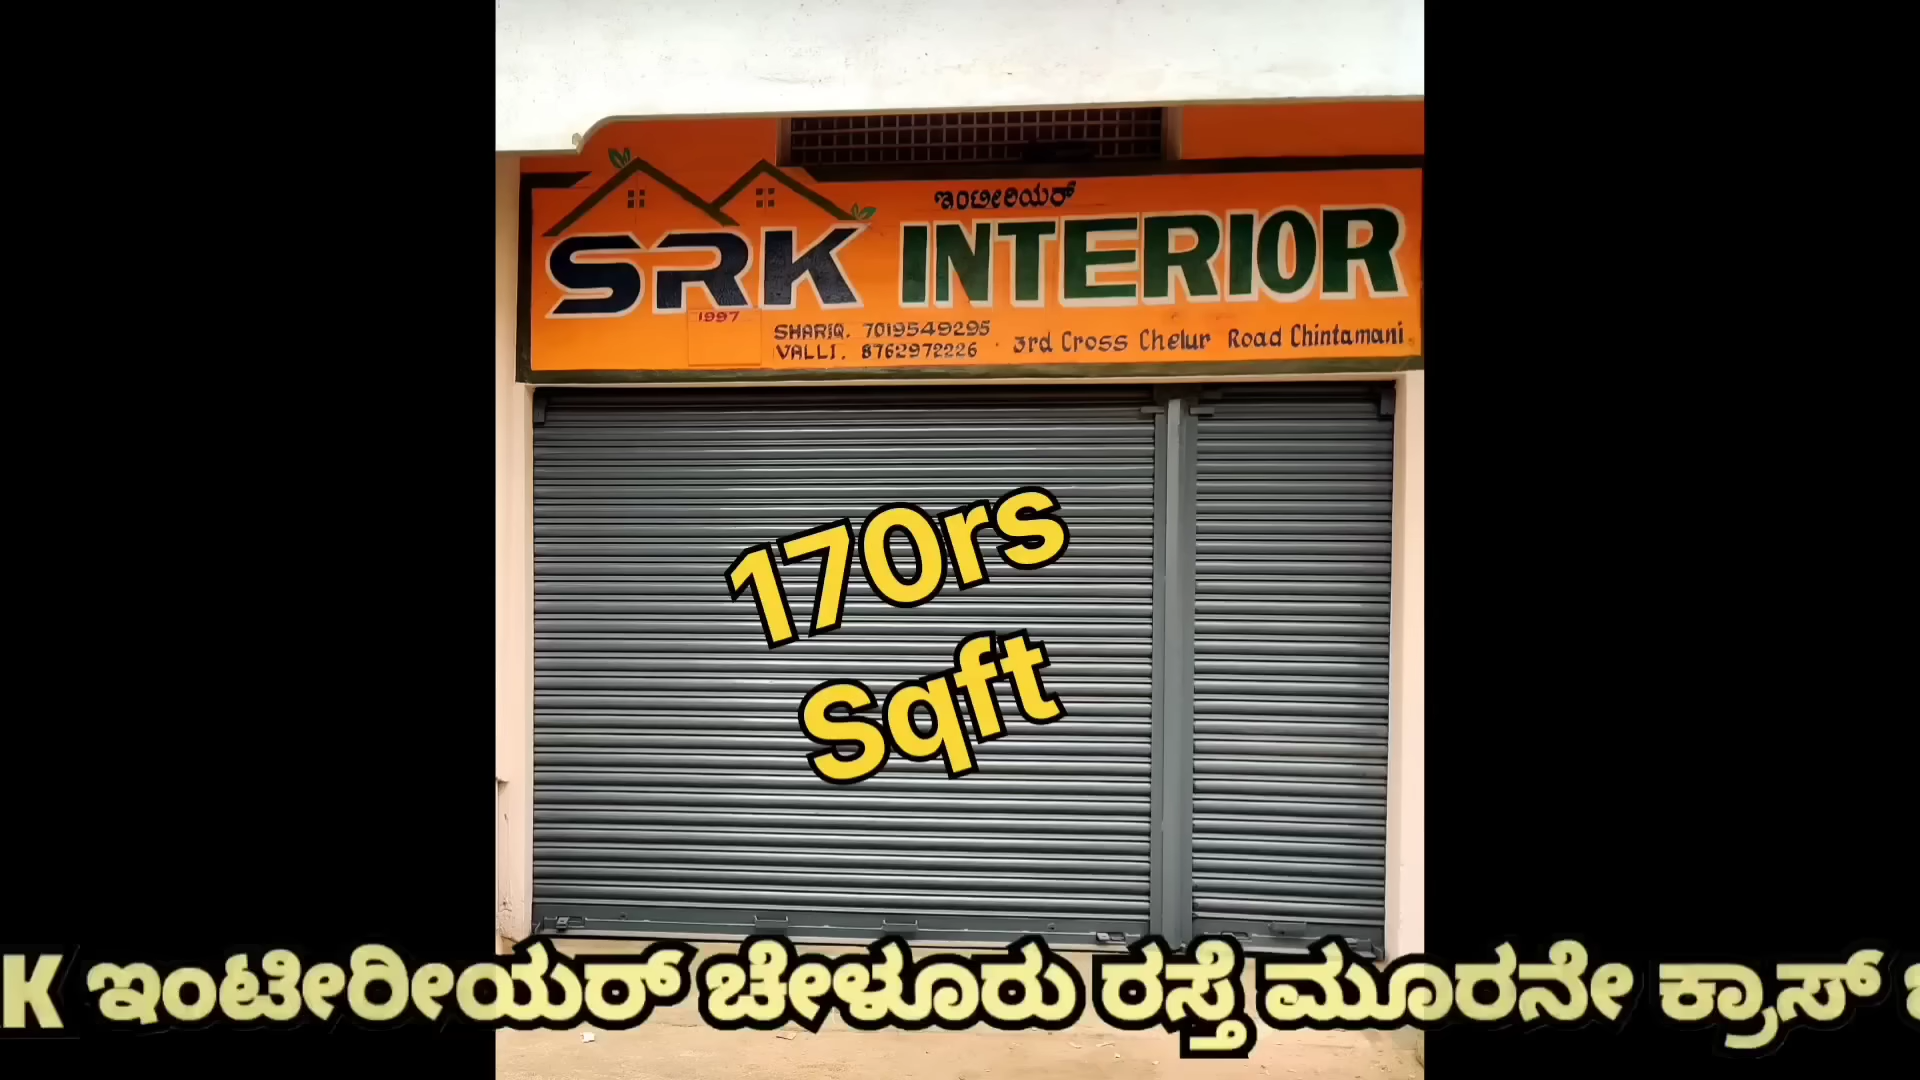 ಇಂಟೀರಿಯರ್
SRK INTERIOR
1997
SHARIQ. 7019549295
VALLI. 8762972226
3rd Cross Chelur Road Chintamani
170rs
Sqft
K ಇಂಟೀರೀಯರ್ ಚೇಳೂರು ರಸ್ತೆ ಮೂರನೇ ಕ್ರಾಸ್